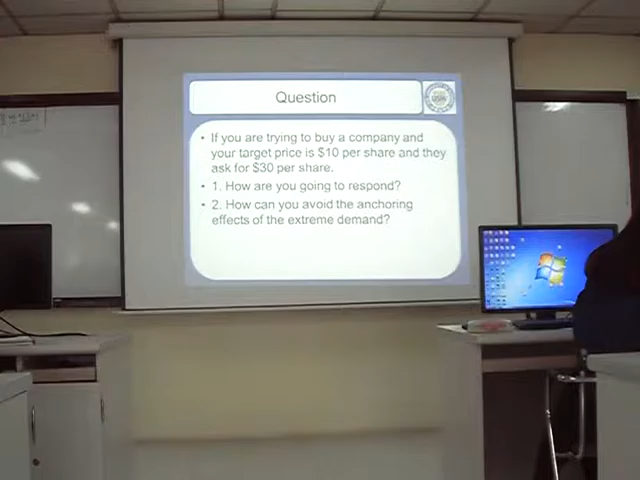 Question
• If you are trying to buy a company and
your target price is $10 per share and they
ask for $30 per share.
• 1. How are you going to respond?
• 2. How can you avoid the anchoring
effects of the extreme demand?